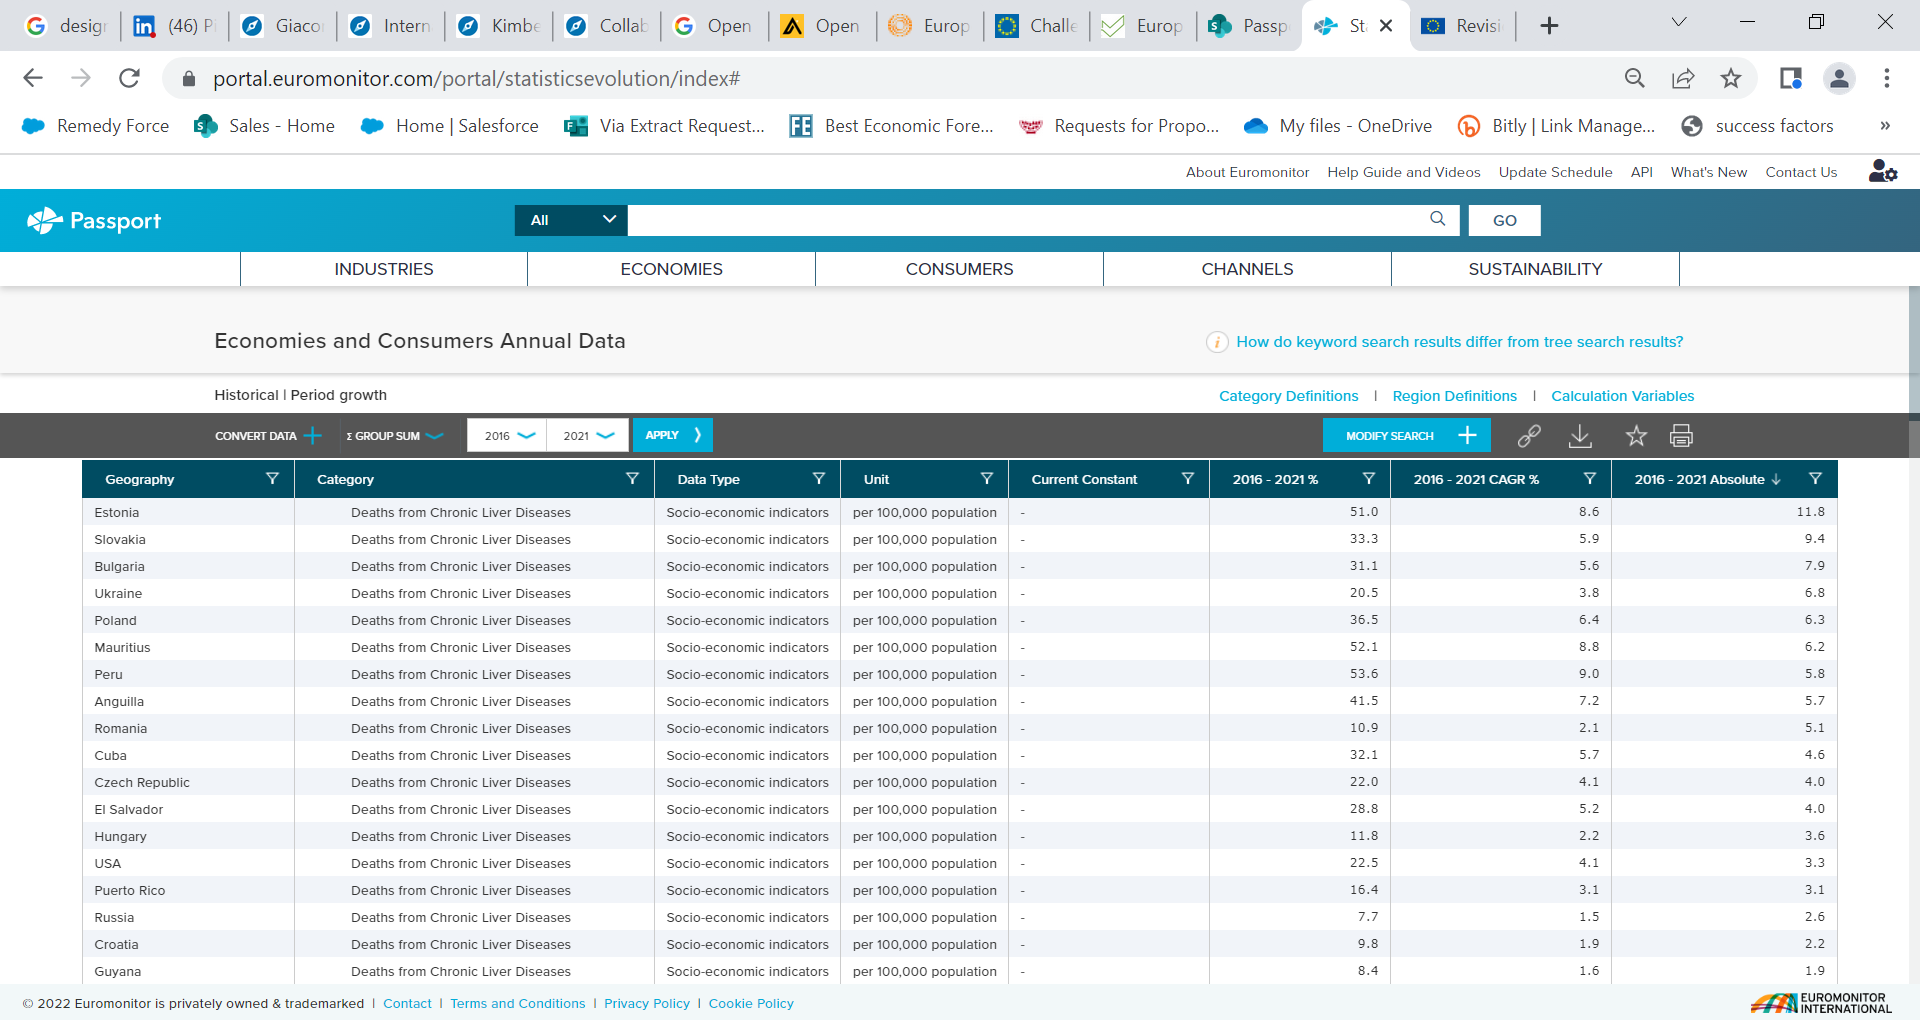 desigr (46) Pi Giaco Intern Kimbe Collab Open Open Europ Challe Europ Passp St Revisi
portal.euromonitor.com/portal/statisticsevolution/index#
Remedy Force Sales - Home Home | Salesforce Via Extract Request... FE Best Economic Fore... Requests for Propo... My files - OneDrive Bitly | Link Manage... success factors »
About Euromonitor Help Guide and Videos Update Schedule API What's New Contact Us
Passport All GO
INDUSTRIES ECONOMIES CONSUMERS CHANNELS SUSTAINABILITY
Economies and Consumers Annual Data
i How do keyword search results differ from tree search results?
Historical | Period growth
Category Definitions | Region Definitions | Calculation Variables
CONVERT DATA Σ GROUP SUM 2016 2021 APPLY MODIFY SEARCH
Geography Category Data Type Unit Current Constant 2016 - 2021 % 2016 - 2021 CAGR % 2016 - 2021 Absolute
Estonia Deaths from Chronic Liver Diseases Socio-economic indicators per 100,000 population - 51.0 8.6 11.8
Slovakia Deaths from Chronic Liver Diseases Socio-economic indicators per 100,000 population - 33.3 5.9 9.4
Bulgaria Deaths from Chronic Liver Diseases Socio-economic indicators per 100,000 population - 31.1 5.6 7.9
Ukraine Deaths from Chronic Liver Diseases Socio-economic indicators per 100,000 population - 20.5 3.8 6.8
Poland Deaths from Chronic Liver Diseases Socio-economic indicators per 100,000 population - 36.5 6.4 6.3
Mauritius Deaths from Chronic Liver Diseases Socio-economic indicators per 100,000 population - 52.1 8.8 6.2
Peru Deaths from Chronic Liver Diseases Socio-economic indicators per 100,000 population - 53.6 9.0 5.8
Anguilla Deaths from Chronic Liver Diseases Socio-economic indicators per 100,000 population - 41.5 7.2 5.7
Romania Deaths from Chronic Liver Diseases Socio-economic indicators per 100,000 population - 10.9 2.1 5.1
Cuba Deaths from Chronic Liver Diseases Socio-economic indicators per 100,000 population - 32.1 5.7 4.6
Czech Republic Deaths from Chronic Liver Diseases Socio-economic indicators per 100,000 population - 22.0 4.1 4.0
El Salvador Deaths from Chronic Liver Diseases Socio-economic indicators per 100,000 population - 28.8 5.2 4.0
Hungary Deaths from Chronic Liver Diseases Socio-economic indicators per 100,000 population - 11.8 2.2 3.6
USA Deaths from Chronic Liver Diseases Socio-economic indicators per 100,000 population - 22.5 4.1 3.3
Puerto Rico Deaths from Chronic Liver Diseases Socio-economic indicators per 100,000 population - 16.4 3.1 3.1
Russia Deaths from Chronic Liver Diseases Socio-economic indicators per 100,000 population - 7.7 1.5 2.6
Croatia Deaths from Chronic Liver Diseases Socio-economic indicators per 100,000 population - 9.8 1.9 2.2
Guyana Deaths from Chronic Liver Diseases Socio-economic indicators per 100,000 population - 8.4 1.6 1.9
© 2022 Euromonitor is privately owned & trademarked | Contact | Terms and Conditions | Privacy Policy | Cookie Policy
EUROMONITOR
INTERNATIONAL